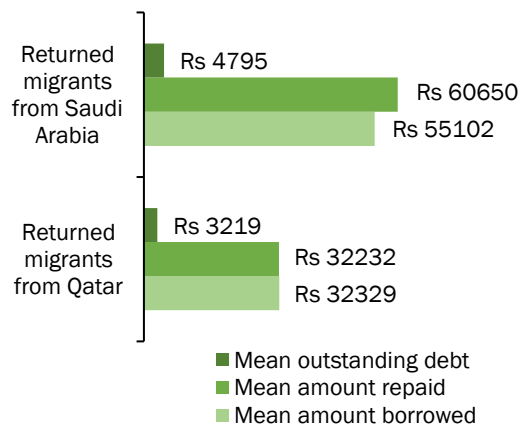 Returned
migrants
from Saudi
Arabia
Rs 4795
Rs 60650
Rs 55102
Returned
migrants
from Qatar
Rs 3219
Rs 32232
Rs 32329
Mean outstanding debt
Mean amount repaid
Mean amount borrowed